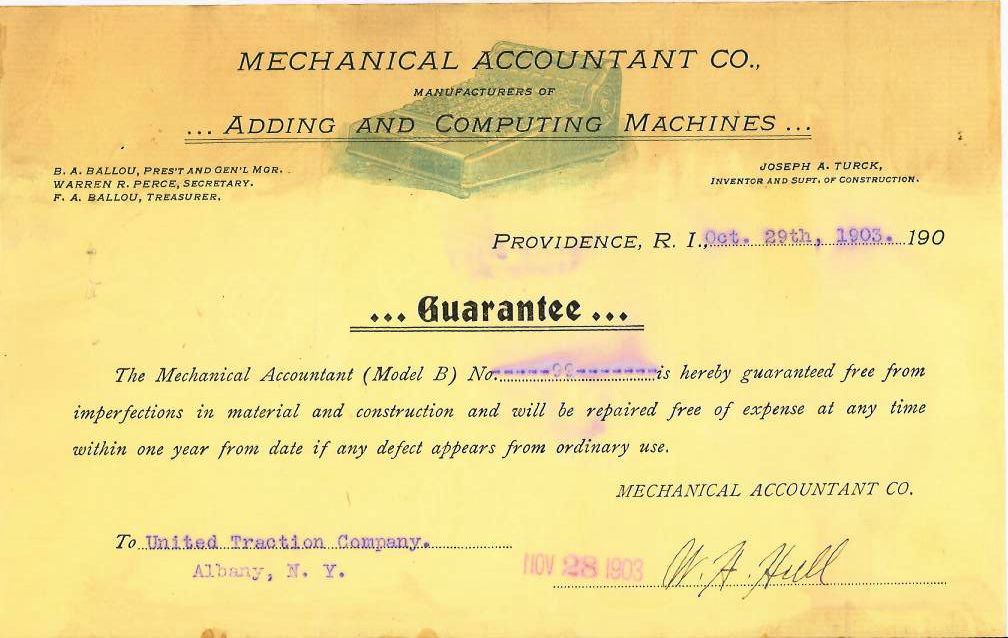 MECHANICAL ACCOUNTANT CO.,
MANUFACTURERS OF
... ADDING AND COMPUTING MACHINES ...
B. A. BALLOU, PRES'T AND GEN'L MGR.
WARREN R. PERCE, SECRETARY.
F. A. BALLOU, TREASURER.
JOSEPH A. TURCK,
INVENTOR AND SUPT. OF CONSTRUCTION.
PROVIDENCE, R. I., Oct. 29th, 1903. 190
... Guarantee ...
The Mechanical Accountant (Model B) No. -----99------- is hereby guaranteed free from
imperfections in material and construction and will be repaired free of expense at any time
within one year from date if any defect appears from ordinary use.
MECHANICAL ACCOUNTANT CO.
To United Traction Company.
Albany, N. Y.
NOV 28 1903
W. A. Hull